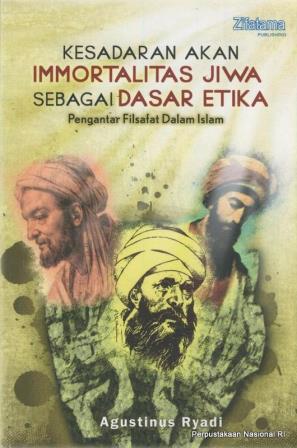 Zifatama
PUBLISHING
KESADARAN AKAN
IMMORTALITAS JIWA
SEBAGAI DASAR ETIKA
Pengantar Filsafat Dalam Islam
Agustinus Ryadi
Perpustakaan Nasional RI